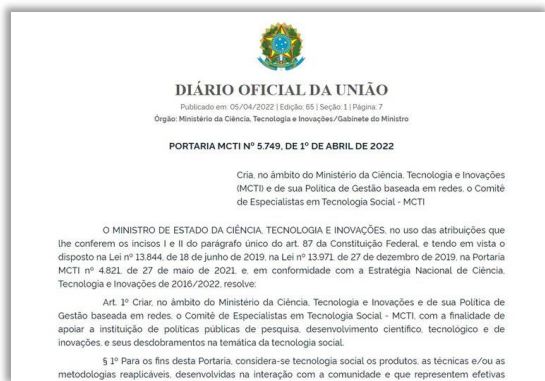 DIÁRIO OFICIAL DA UNIÃO
Publicado em: 05/04/2022 | Edição: 65 | Seção: 1 | Página: 7
Órgão: Ministério da Ciência, Tecnologia e Inovações/Gabinete do Ministro
PORTARIA MCTI Nº 5.749, DE 1º DE ABRIL DE 2022
Cria, no âmbito do Ministério da Ciência, Tecnologia e Inovações
(MCTI) e de sua Política de Gestão baseada em redes, o Comitê
de Especialistas em Tecnologia Social - MCTI
O MINISTRO DE ESTADO DA CIÊNCIA, TECNOLOGIA E INOVAÇÕES, no uso das atribuições que
lhe conferem os incisos I e II do parágrafo único do art. 87 da Constituição Federal, e tendo em vista o
disposto na Lei nº 13.844, de 18 de junho de 2019, na Lei nº 13.971, de 27 de dezembro de 2019, na Portaria
MCTI nº 4.821, de 27 de maio de 2021, e, em conformidade com a Estratégia Nacional de Ciência,
Tecnologia e Inovações de 2016/2022, resolve:
Art. 1º Criar, no âmbito do Ministério da Ciência, Tecnologia e Inovações e de sua Política de
Gestão baseada em redes, o Comitê de Especialistas em Tecnologia Social - MCTI, com a finalidade de
apoiar a instituição de políticas públicas de pesquisa, desenvolvimento científico, tecnológico e de
inovações, e seus desdobramentos na temática da tecnologia social.
§ 1º Para os fins desta Portaria, considera-se tecnologia social os produtos, as técnicas e/ou as
metodologias reaplicáveis, desenvolvidas na interação com a comunidade e que representem efetivas